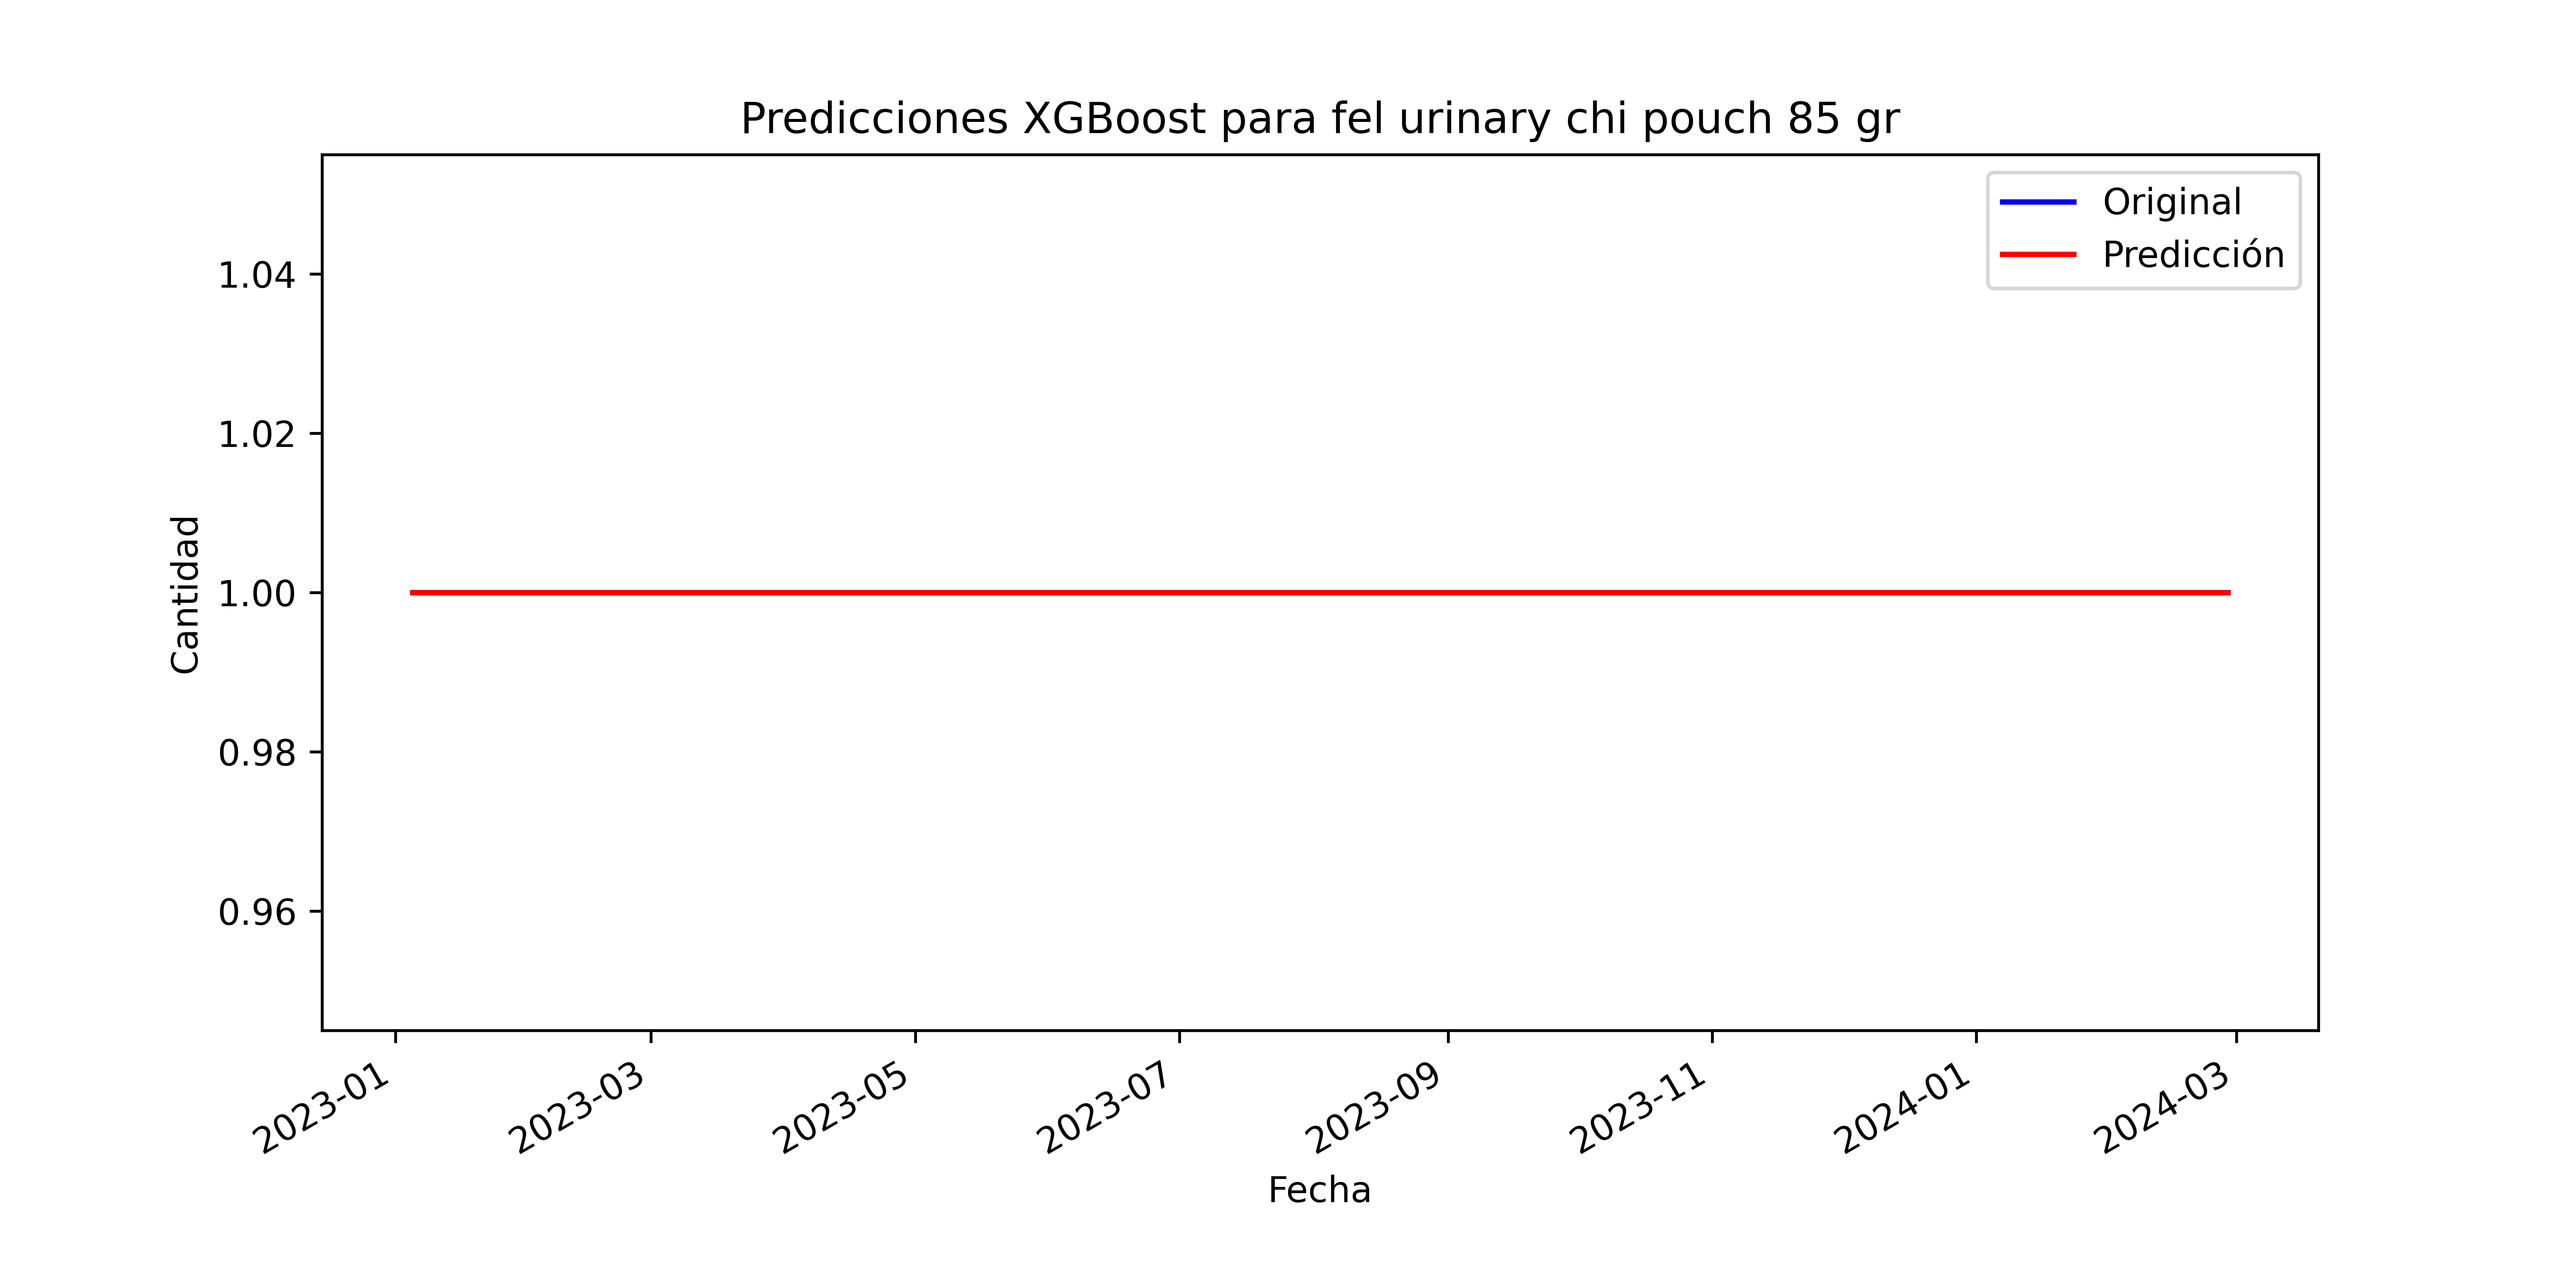 Predicciones XGBoost para fel urinary chi pouch 85 gr
Original
Predicción
1.04
1.02
1.00
0.98
0.96
Cantidad
2023-01
2023-03
2023-05
2023-07
2023-09
2023-11
2024-01
2024-03
Fecha